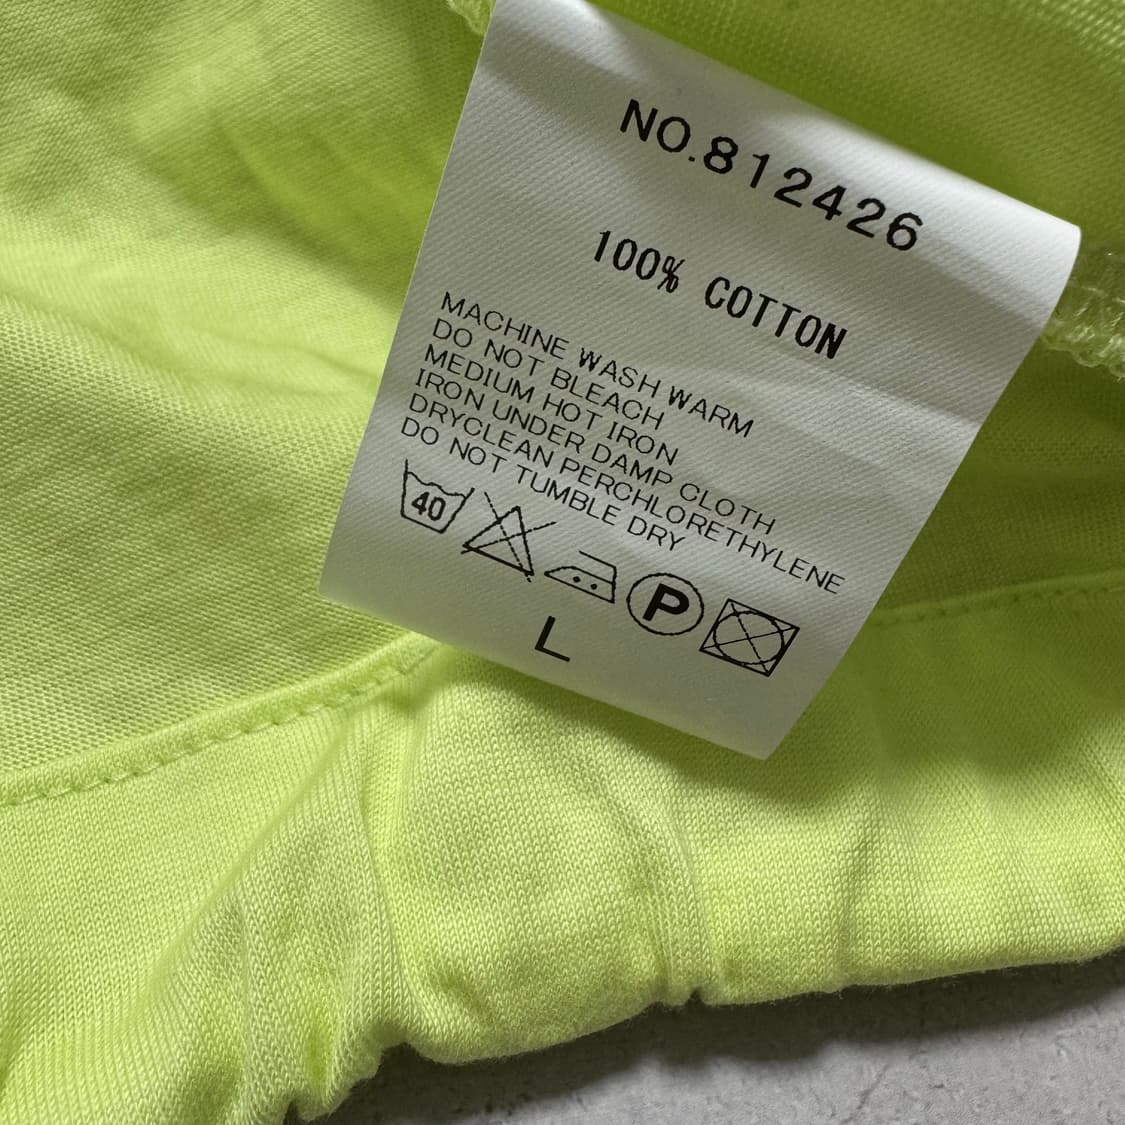 NO.812426
100% COTTON
MACHINE WASH WARM
DO NOT BLEACH
MEDIUM HOT IRON
IRON UNDER DAMP CLOTH
DRYCLEAN PERCHLORETHYLENE
DO NOT TUMBLE DRY
40
P
L